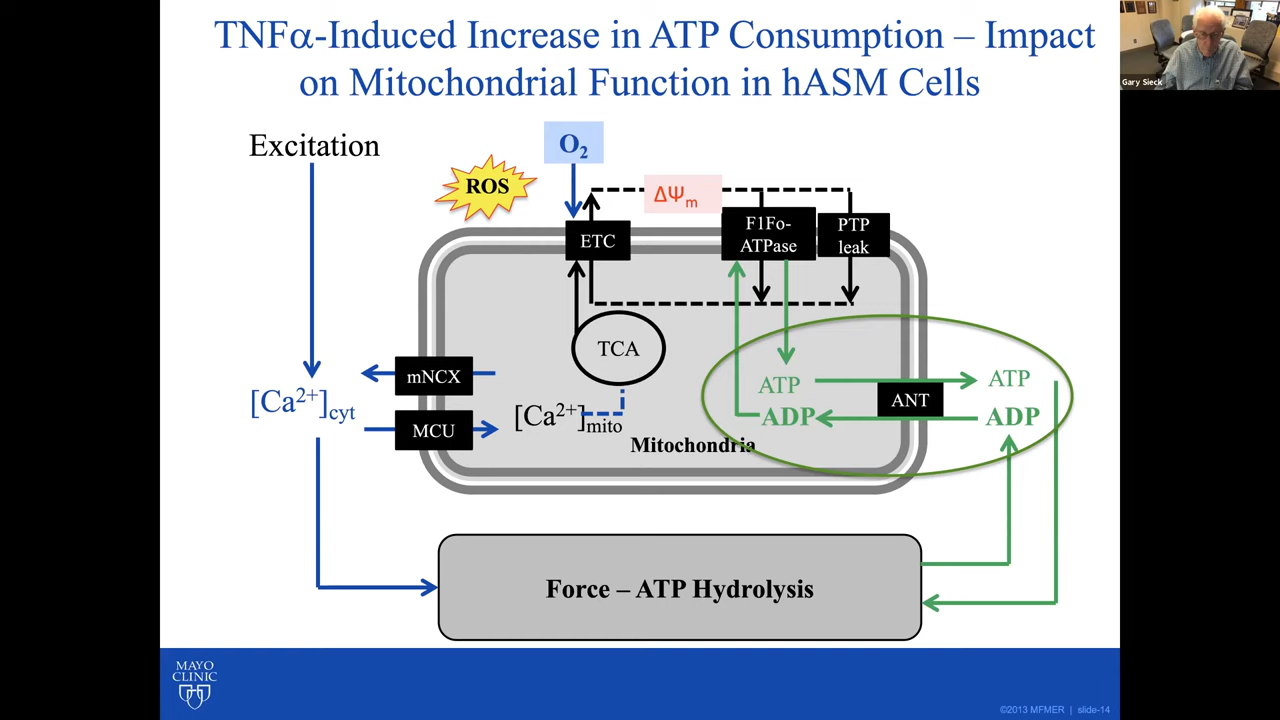 TNFα-Induced Increase in ATP Consumption – Impact
on Mitochondrial Function in hASM Cells
Gary Sieck
Excitation
O₂
ROS
ΔΨₘ
ETC
F1Fo-
ATPase
PTP
leak
TCA
mNCX
[Ca²⁺]cyt
MCU
[Ca²⁺]mito
Mitochondria
ATP
ADP
ANT
ATP
ADP
Force – ATP Hydrolysis
MAYO
CLINIC
©2013 MFMER | slide-14